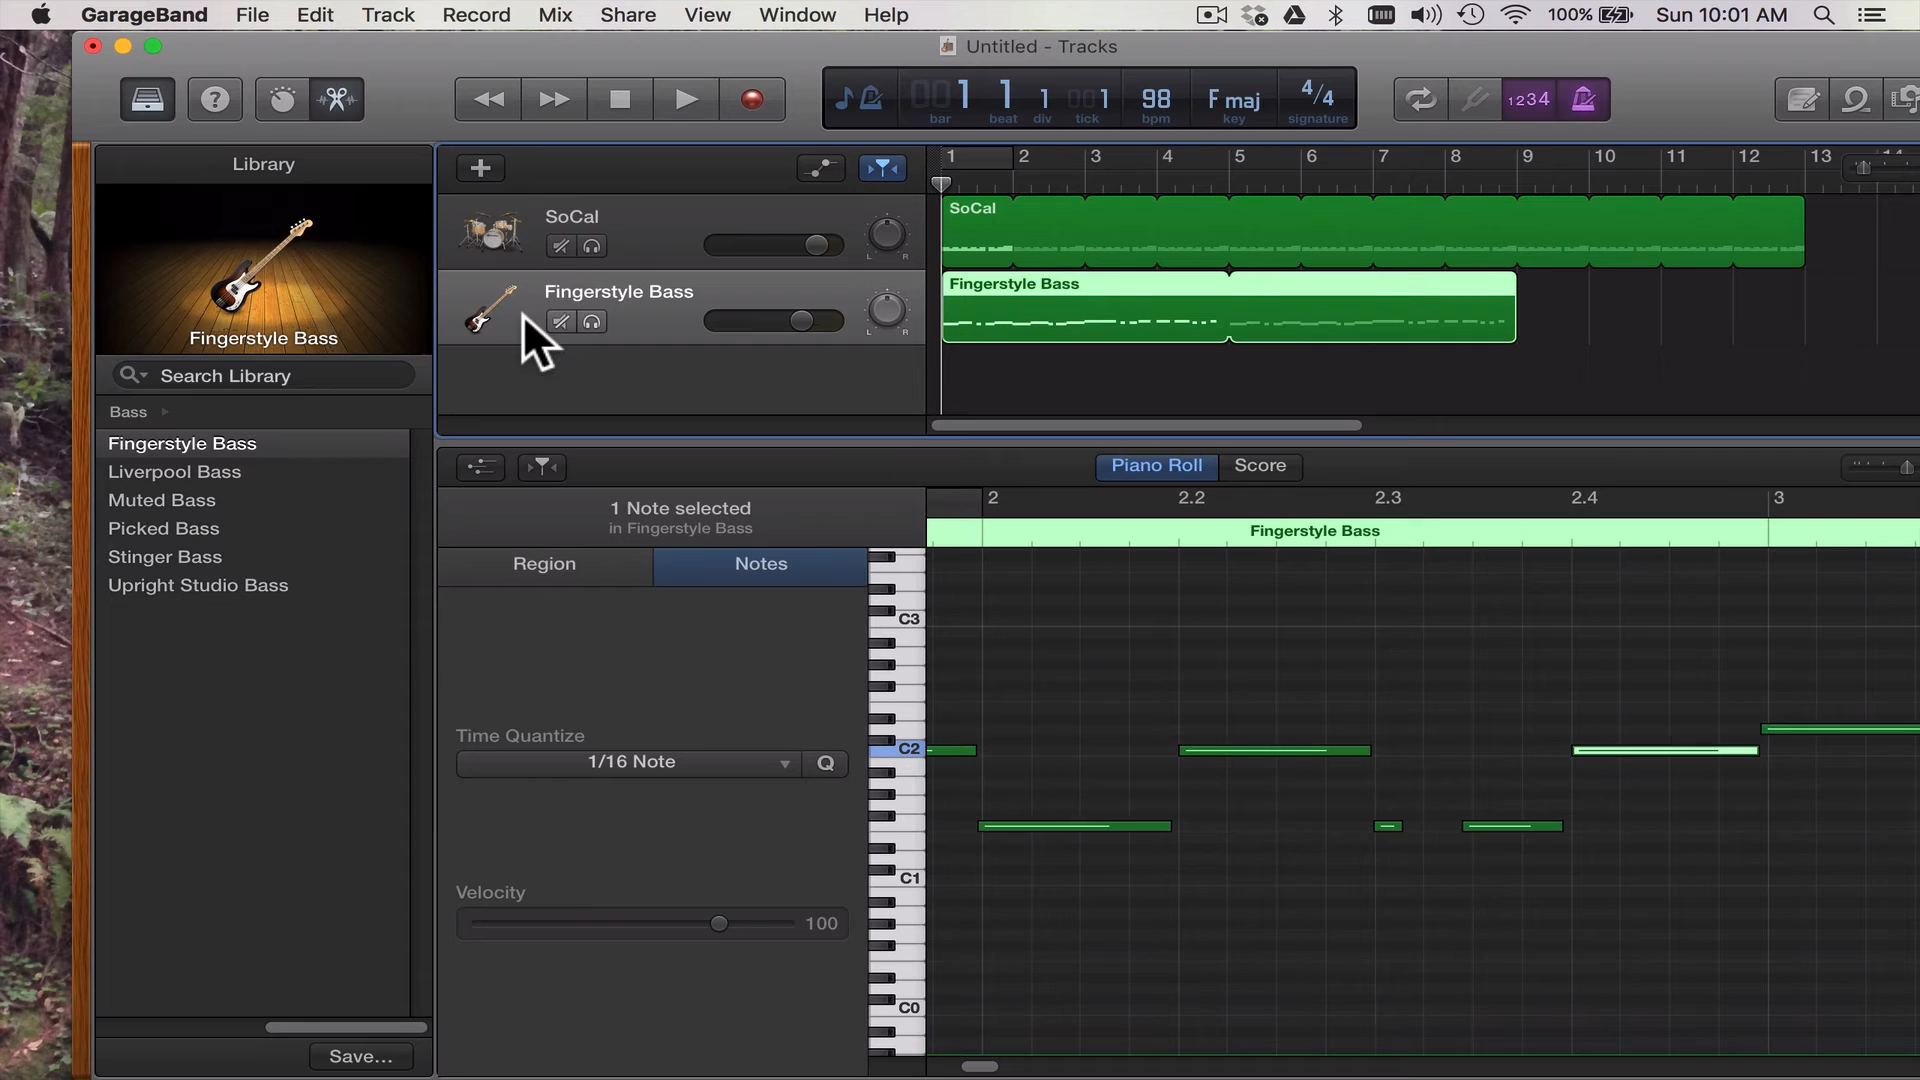 GarageBand File Edit Track Record Mix Share View Window Help 100% Sun 10:01 AM
Untitled - Tracks
001 1 1 001 98 F maj 4/4
bar beat div tick bpm key signature
1234
Library
Fingerstyle Bass
Search Library
Bass
Fingerstyle Bass
Liverpool Bass
Muted Bass
Picked Bass
Stinger Bass
Upright Studio Bass
Save...
1 2 3 4 5 6 7 8 9 10 11 12 13 14
SoCal
L R
SoCal
Fingerstyle Bass
L R
Fingerstyle Bass
Piano Roll Score
1 Note selected
in Fingerstyle Bass
2 2.2 2.3 2.4 3
Fingerstyle Bass
Region Notes
Time Quantize
1/16 Note Q
Velocity
100
C3
C2
C1
C0